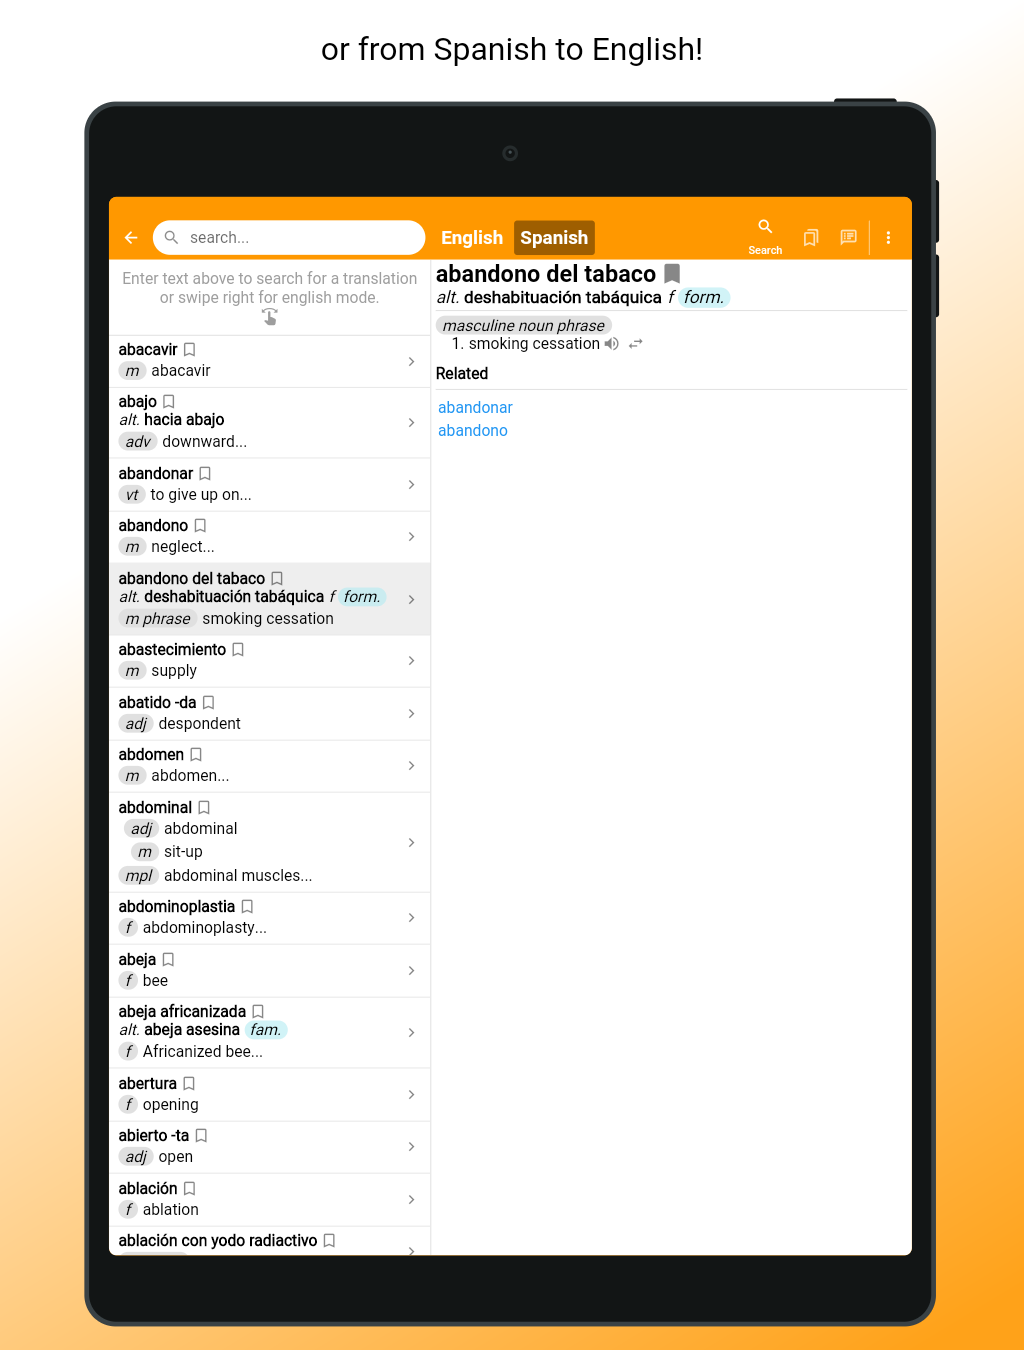 or from Spanish to English!
search...
English
Spanish
Search
Enter text above to search for a translation
or swipe right for english mode.
abacavir
m abacavir
abajo
alt. hacia abajo
adv downward...
abandonar
vt to give up on...
abandono
m neglect...
abandono del tabaco
alt. deshabituación tabáquica f form.
m phrase smoking cessation
abastecimiento
m supply
abatido -da
adj despondent
abdomen
m abdomen...
abdominal
adj abdominal
m sit-up
mpl abdominal muscles...
abdominoplastia
f abdominoplasty...
abeja
f bee
abeja africanizada
alt. abeja asesina fam.
f Africanized bee...
abertura
f opening
abierto -ta
adj open
ablación
f ablation
ablación con yodo radiactivo
abandono del tabaco
alt. deshabituación tabáquica f form.
masculine noun phrase
1. smoking cessation
Related
abandonar
abandono